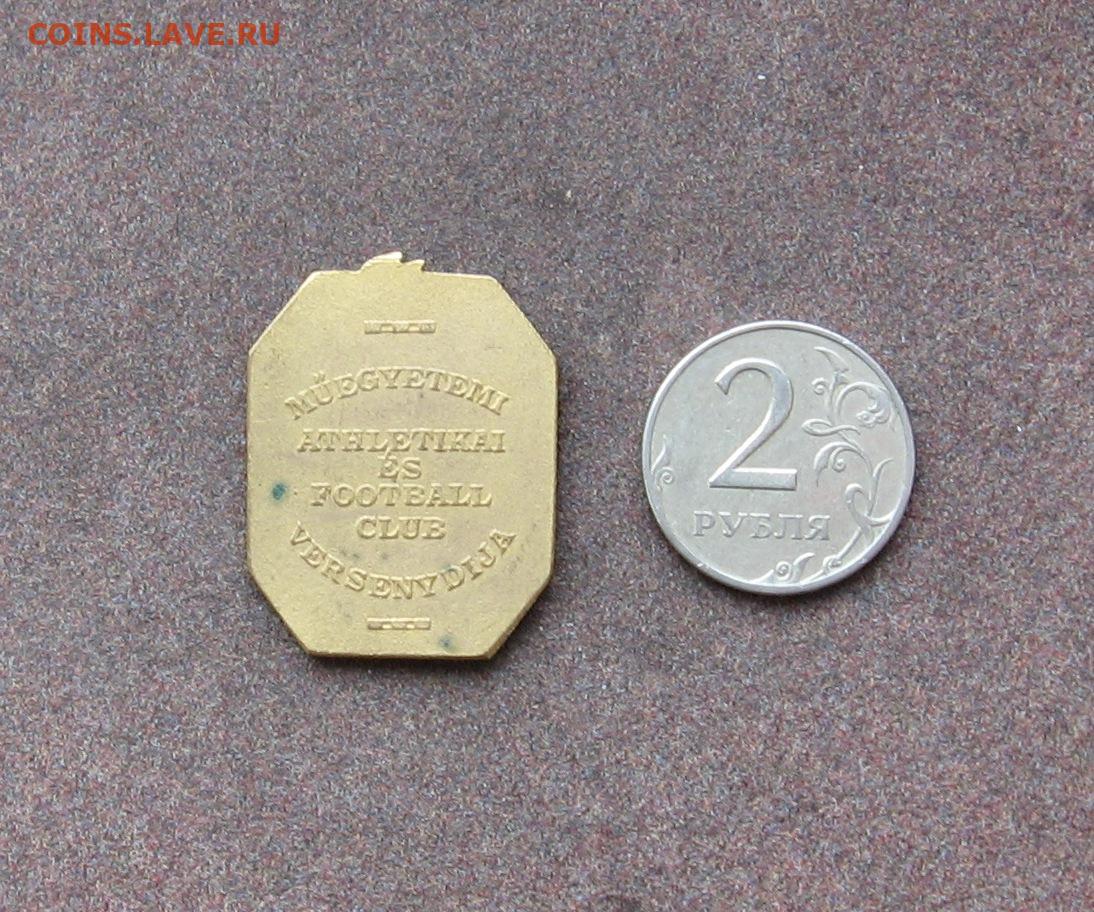 COINS.LAVE.RU
MŰEGYETEMI
ATHLETIKAI
ÉS
FOOTBALL
CLUB
VERSENYDIJA
2
РУБЛЯ